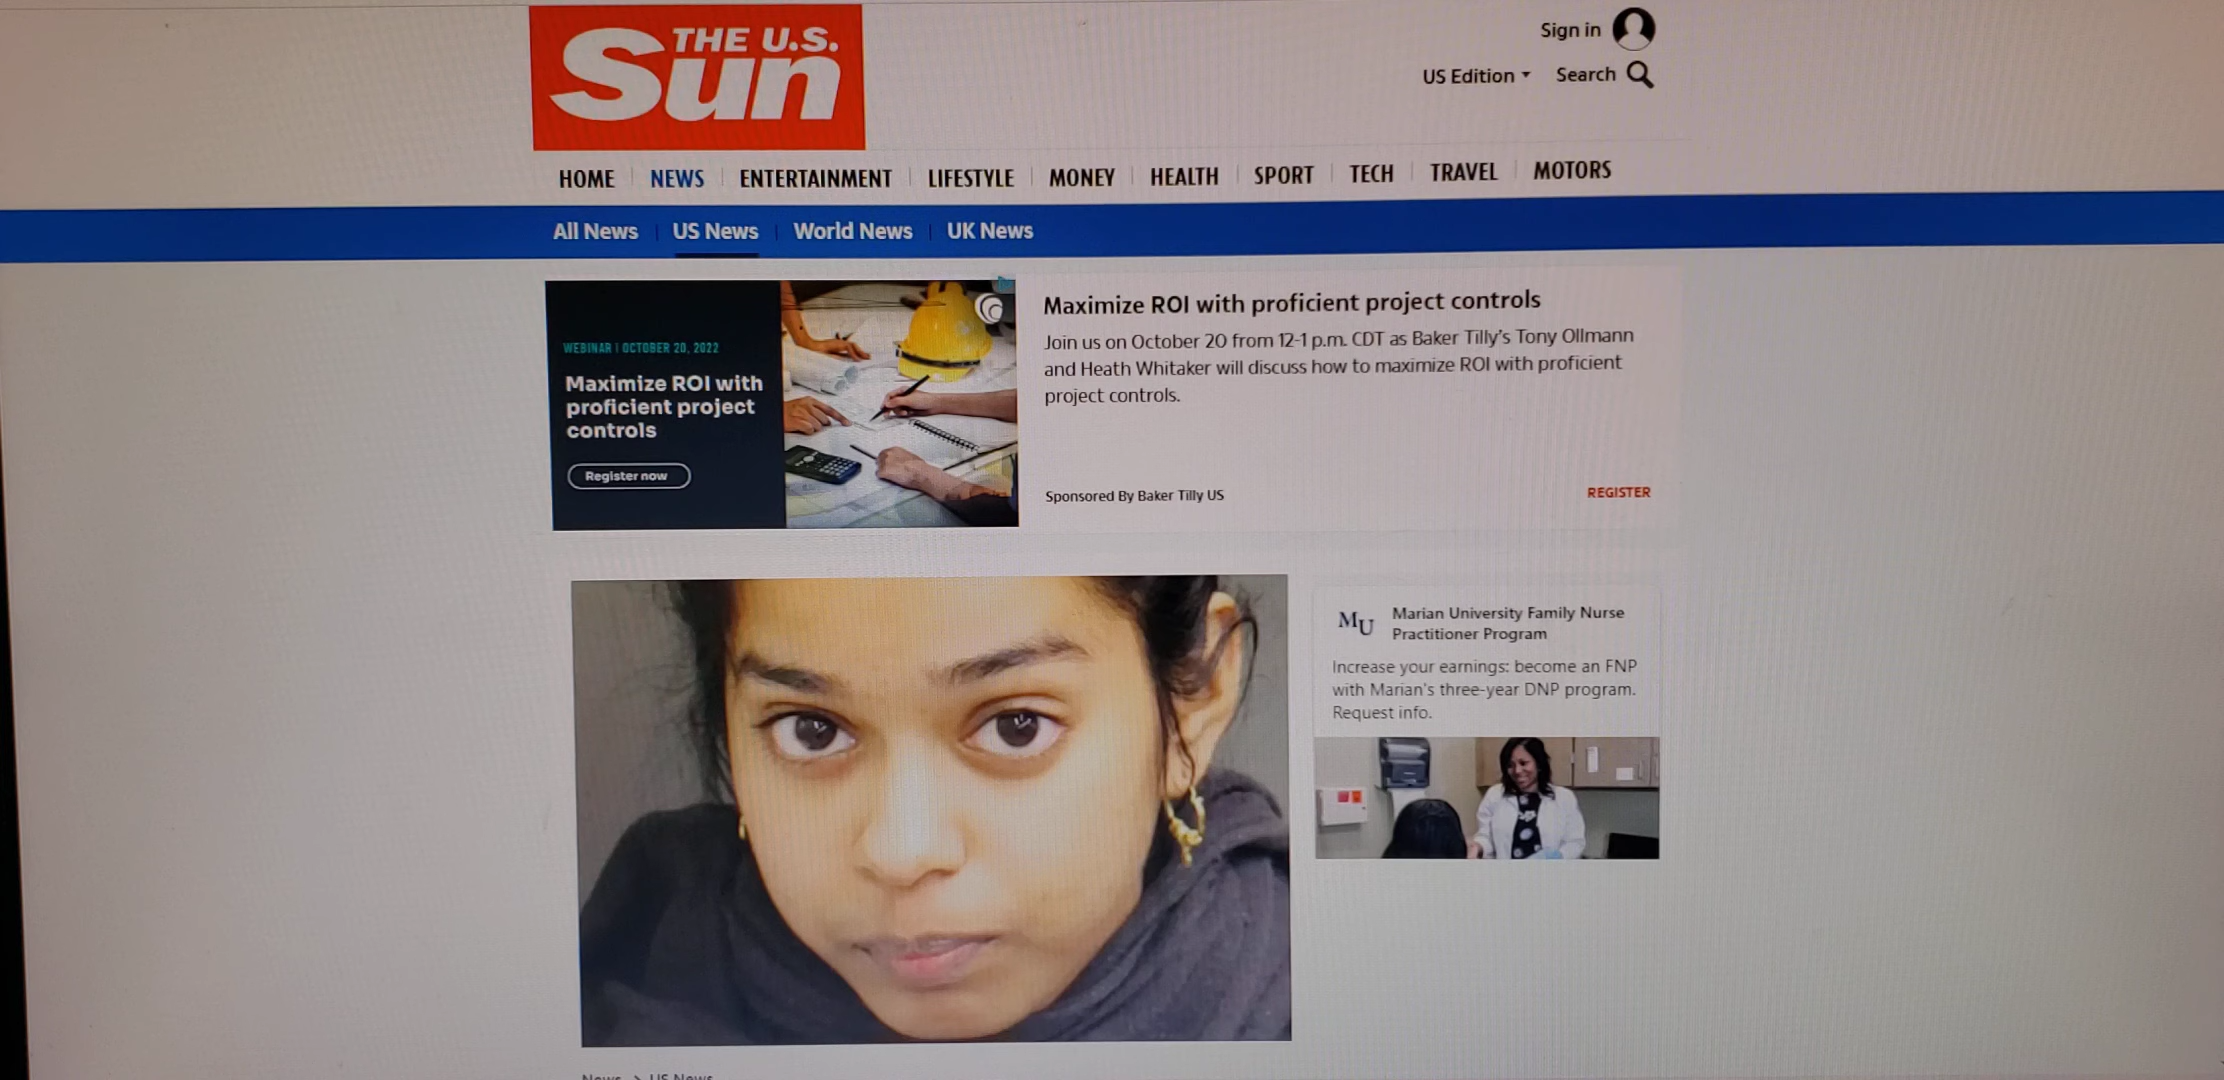 THE U.S.
Sun
Sign in
US Edition
Search
HOME
NEWS
ENTERTAINMENT
LIFESTYLE
MONEY
HEALTH
SPORT
TECH
TRAVEL
MOTORS
All News
US News
World News
UK News
WEBINAR | OCTOBER 20, 2022
Maximize ROI with
proficient project
controls
Register now
Maximize ROI with proficient project controls
Join us on October 20 from 12-1 p.m. CDT as Baker Tilly's Tony Ollmann
and Heath Whitaker will discuss how to maximize ROI with proficient
project controls.
Sponsored By Baker Tilly US
REGISTER
MU
Marian University Family Nurse
Practitioner Program
Increase your earnings: become an FNP
with Marian's three-year DNP program.
Request info.
News > US News